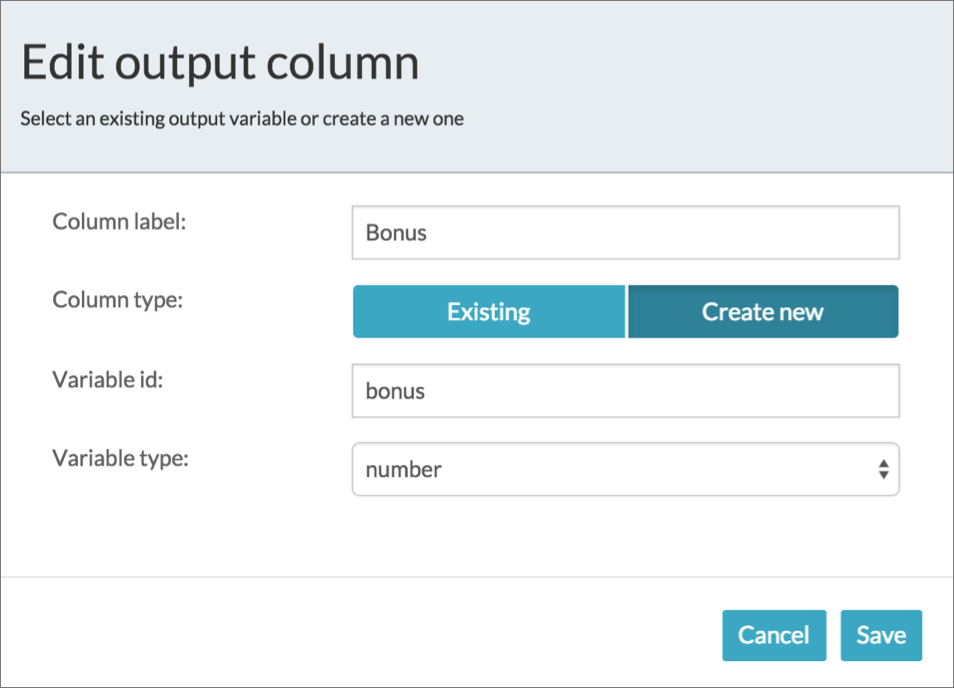 Edit output column
Select an existing output variable or create a new one
Column label:
Bonus
Column type:
Existing
Create new
Variable id:
bonus
Variable type:
number
Cancel
Save